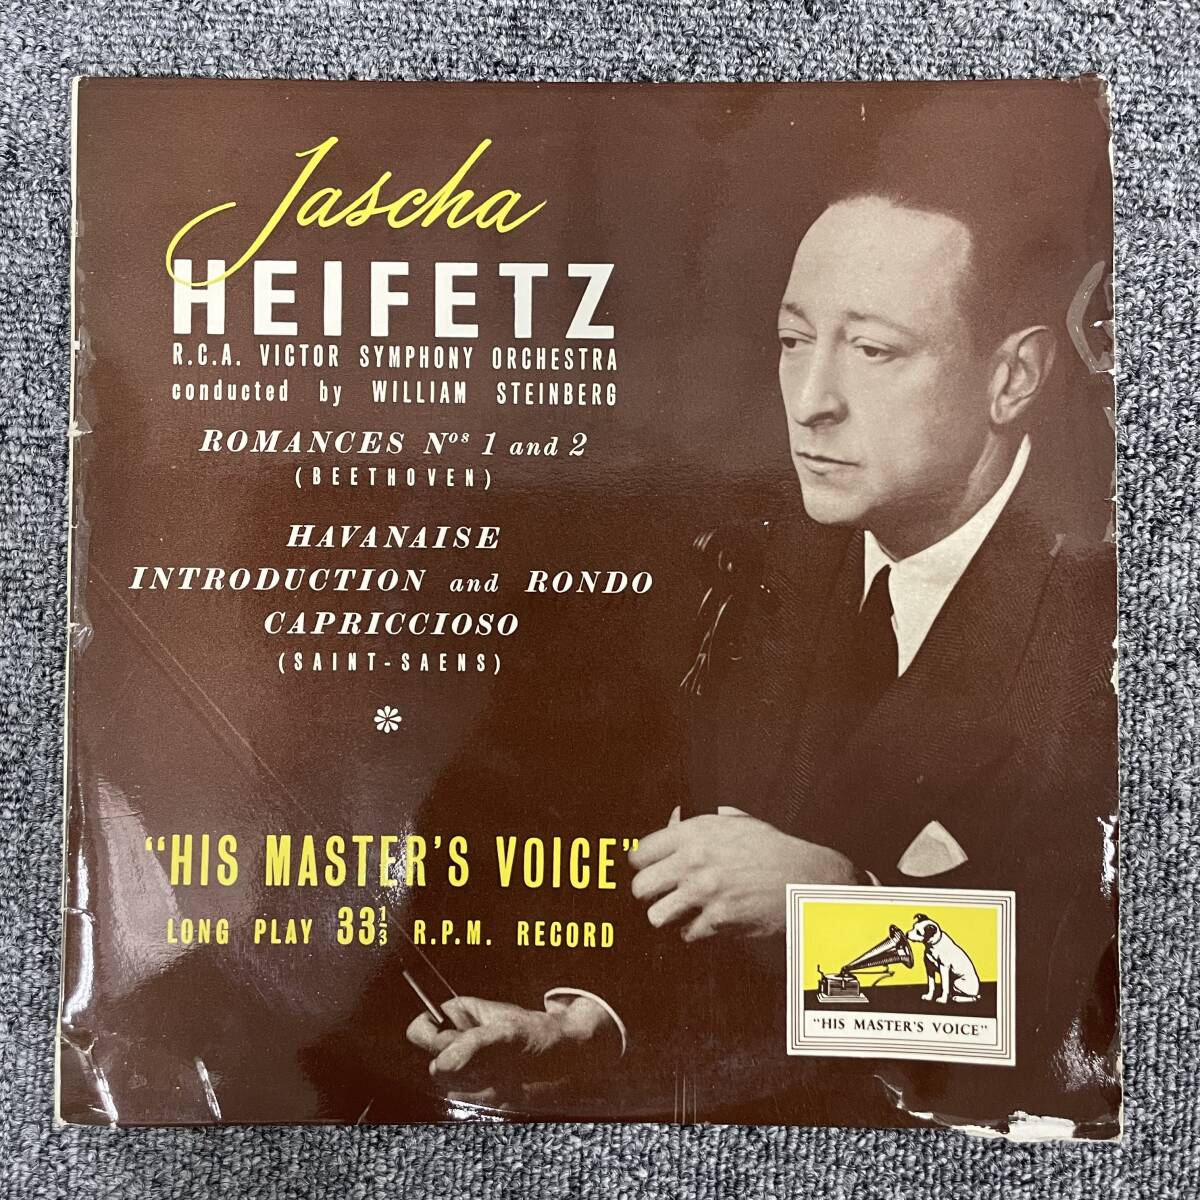 Jascha
HEIFETZ
R.C.A. VICTOR SYMPHONY ORCHESTRA
conducted by WILLIAM STEINBERG
ROMANCES Nos 1 and 2
(BEETHOVEN)
HAVANAISE
INTRODUCTION and RONDO
CAPRICCIOSO
(SAINT-SAENS)
"HIS MASTER'S VOICE"
LONG PLAY 33⅓ R.P.M. RECORD
"HIS MASTER'S VOICE"